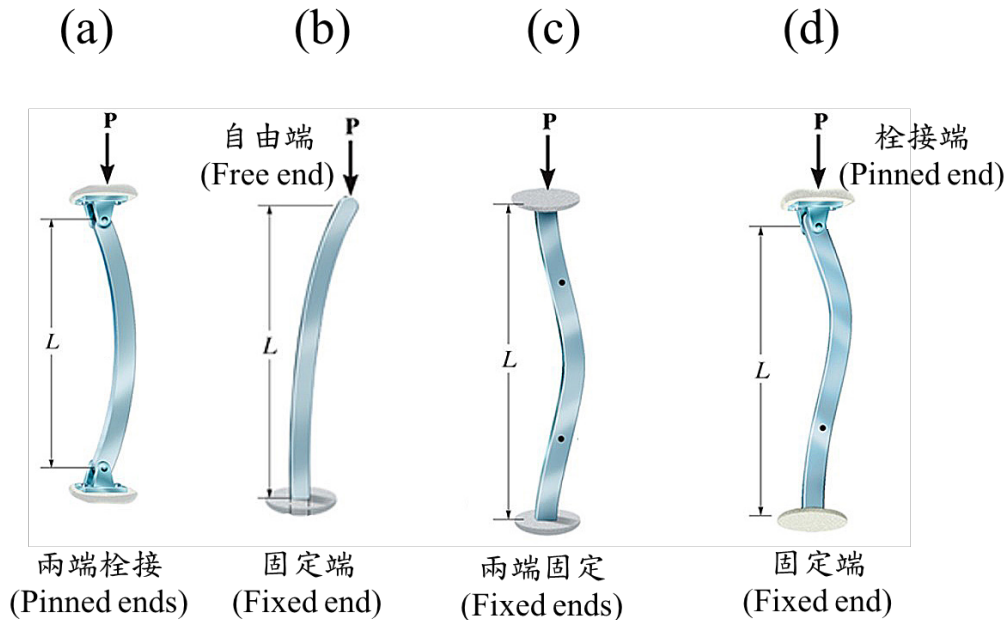 (a)
(b)
(c)
(d)
P
自由端
(Free end)
P
P
P
栓接端
(Pinned end)
L
L
L
L
兩端栓接
(Pinned ends)
固定端
(Fixed end)
兩端固定
(Fixed ends)
固定端
(Fixed end)